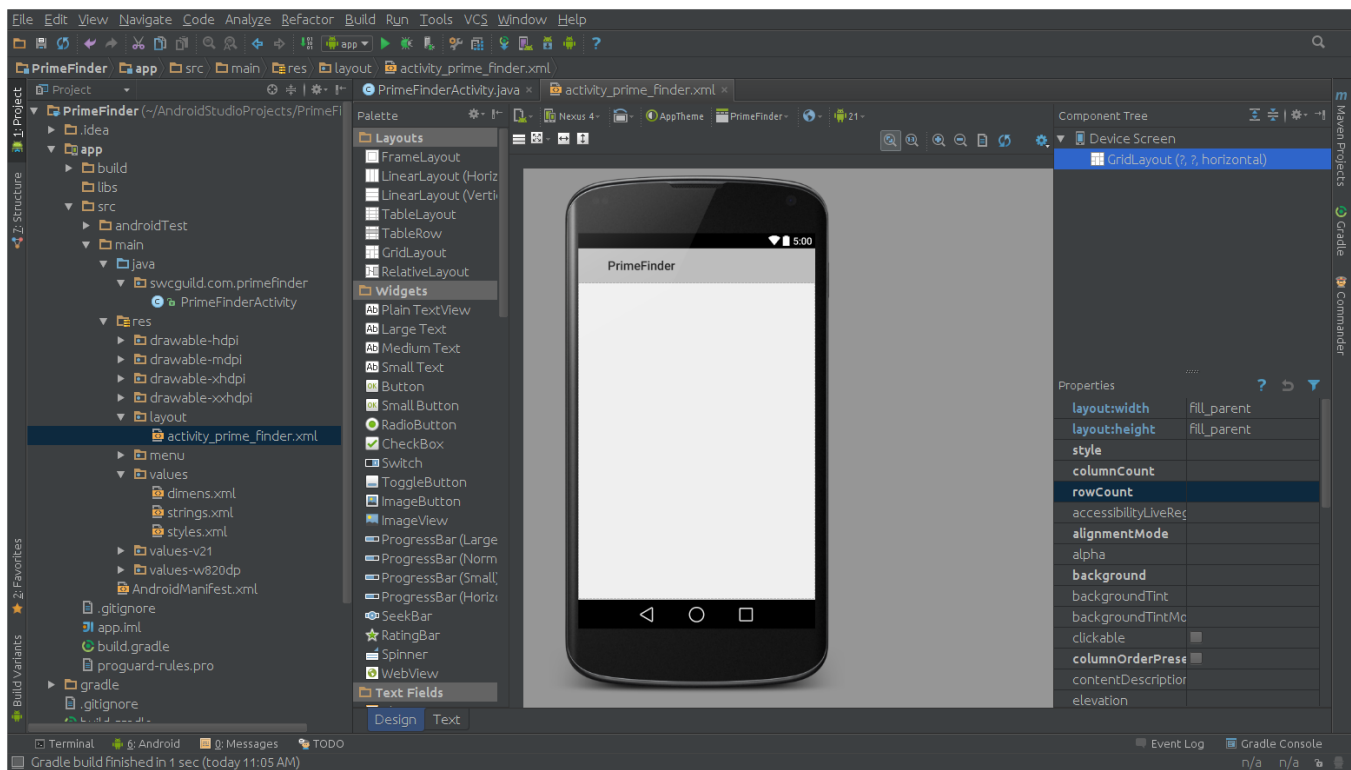 File Edit View Navigate Code Analyze Refactor Build Run Tools VCS Window Help
app
?
PrimeFinder app src main res layout activity_prime_finder.xml
1: Project
7: Structure
2: Favorites
Build Variants
Project
PrimeFinder (~/AndroidStudioProjects/PrimeFi
.idea
app
build
libs
src
androidTest
main
java
swcguild.com.primefinder
PrimeFinderActivity
res
drawable-hdpi
drawable-mdpi
drawable-xhdpi
drawable-xxhdpi
layout
activity_prime_finder.xml
menu
values
dimens.xml
strings.xml
styles.xml
values-v21
values-w820dp
AndroidManifest.xml
.gitignore
app.iml
build.gradle
proguard-rules.pro
gradle
.gitignore
PrimeFinderActivity.java activity_prime_finder.xml
Palette
Layouts
FrameLayout
LinearLayout (Horiz
LinearLayout (Verti
TableLayout
TableRow
GridLayout
RelativeLayout
Widgets
Plain TextView
Large Text
Medium Text
Small Text
Button
Small Button
RadioButton
CheckBox
Switch
ToggleButton
ImageButton
ImageView
ProgressBar (Large
ProgressBar (Norm
ProgressBar (Small)
ProgressBar (Horizo
SeekBar
RatingBar
Spinner
WebView
Text Fields
Design Text
Nexus 4 AppTheme PrimeFinder 21
5:00
PrimeFinder
Component Tree
Device Screen
GridLayout (?, ?, horizontal)
Properties ?
layout:width fill_parent
layout:height fill_parent
style
columnCount
rowCount
accessibilityLiveReg
alignmentMode
alpha
background
backgroundTint
backgroundTintMo
clickable
columnOrderPrese
contentDescription
elevation
Maven Projects
Gradle
Commander
Terminal 6: Android 0: Messages TODO Event Log Gradle Console
Gradle build finished in 1 sec (today 11:05 AM) n/a n/a